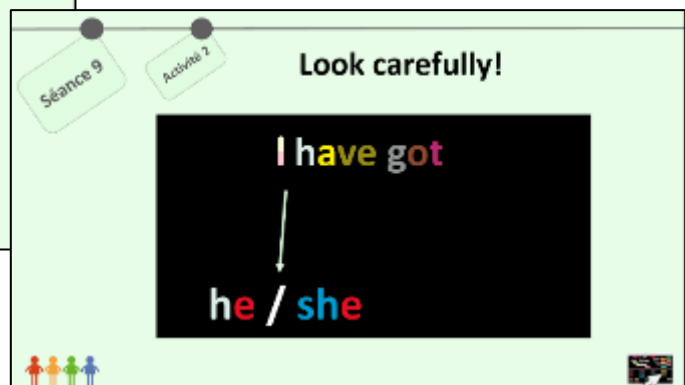 Séance 9
Activité 2
Look carefully!
I have got
he / she